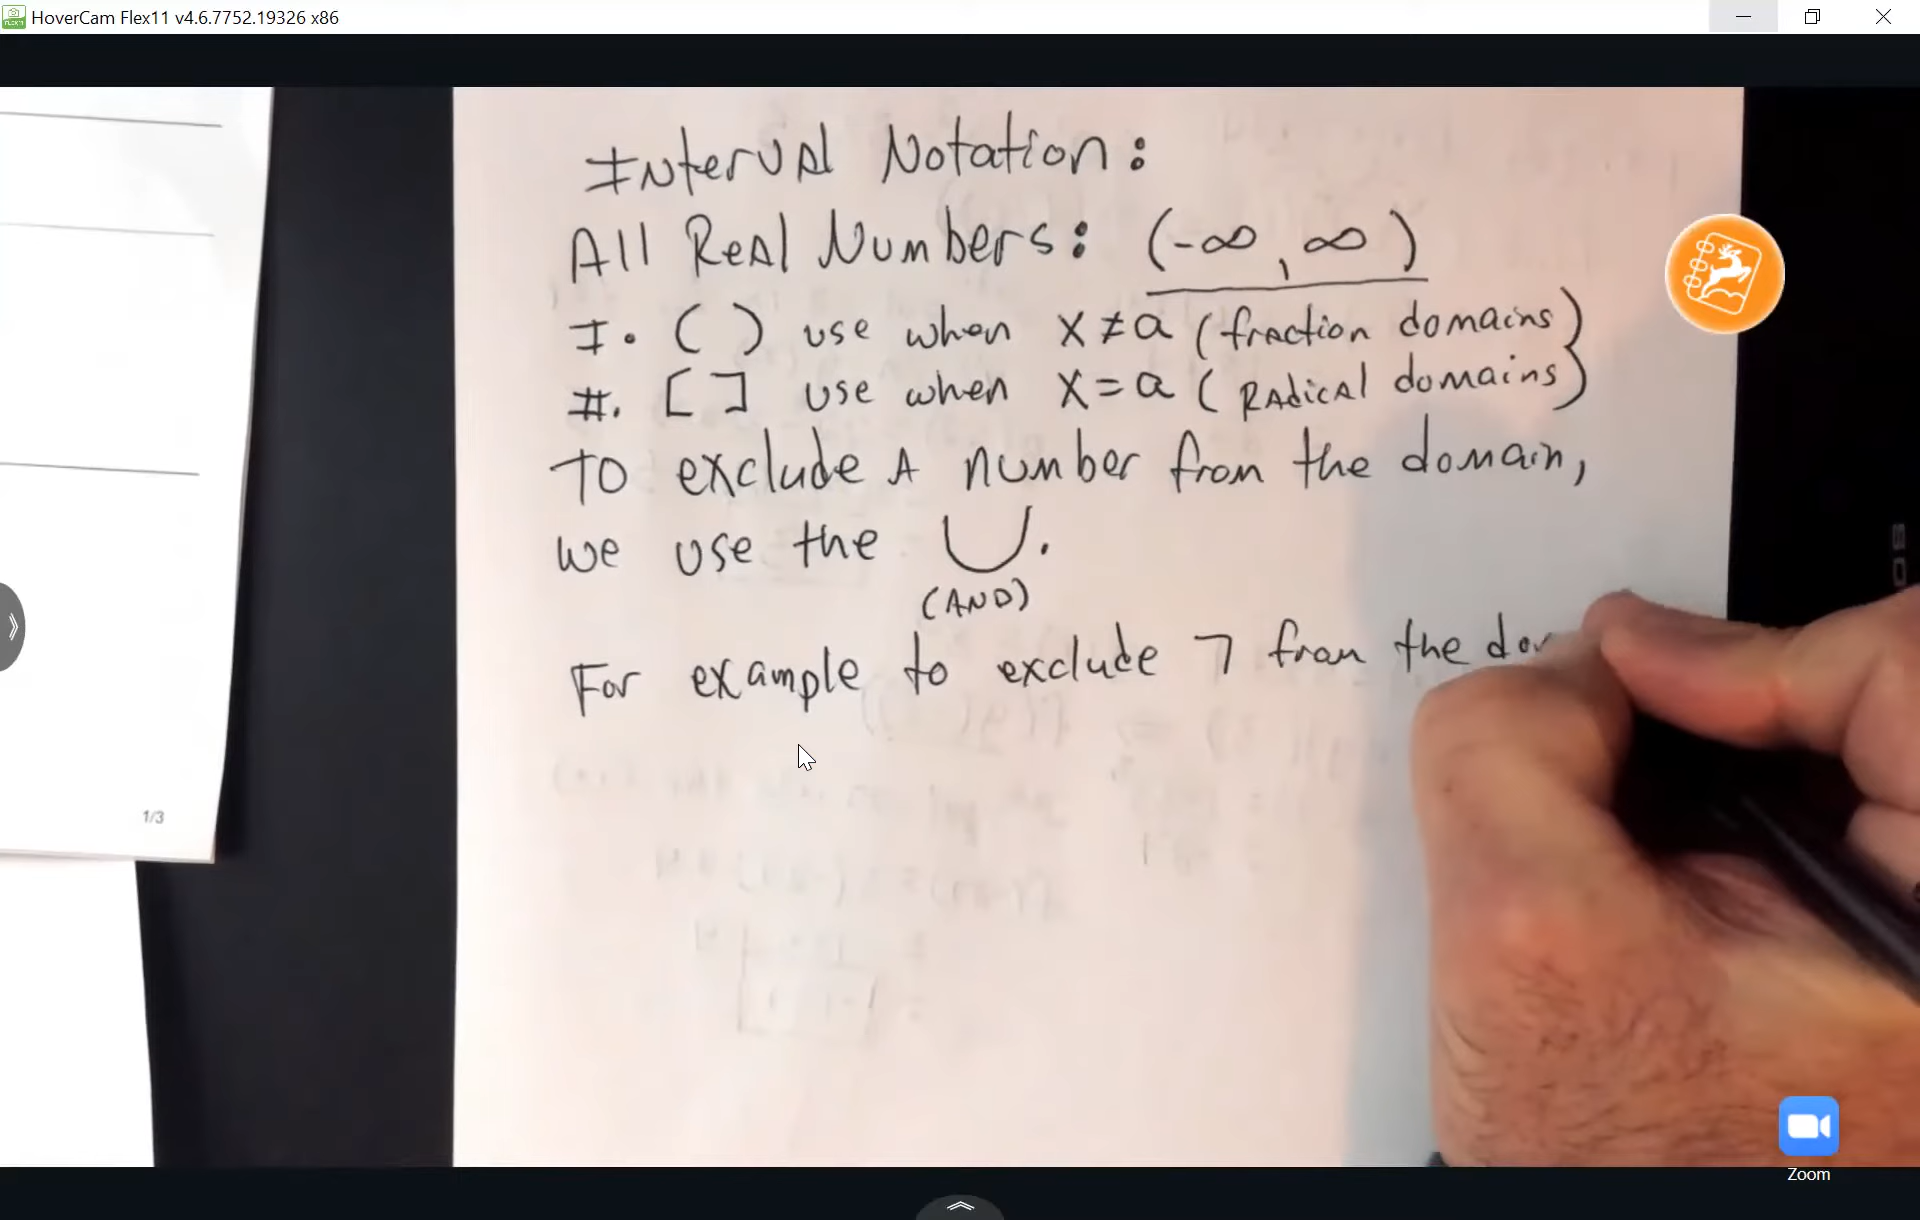 HoverCam Flex11 v4.6.7752.19326 x86
Interval Notation:
All Real Numbers: (-∞, ∞)
I. ( ) use when x ≠ a (fraction domains)
II. [ ] use when x = a (Radical domains)
To exclude A number from the domain,
we use the ∪.
(AND)
For example to exclude 7 from the
1/3
Zoom